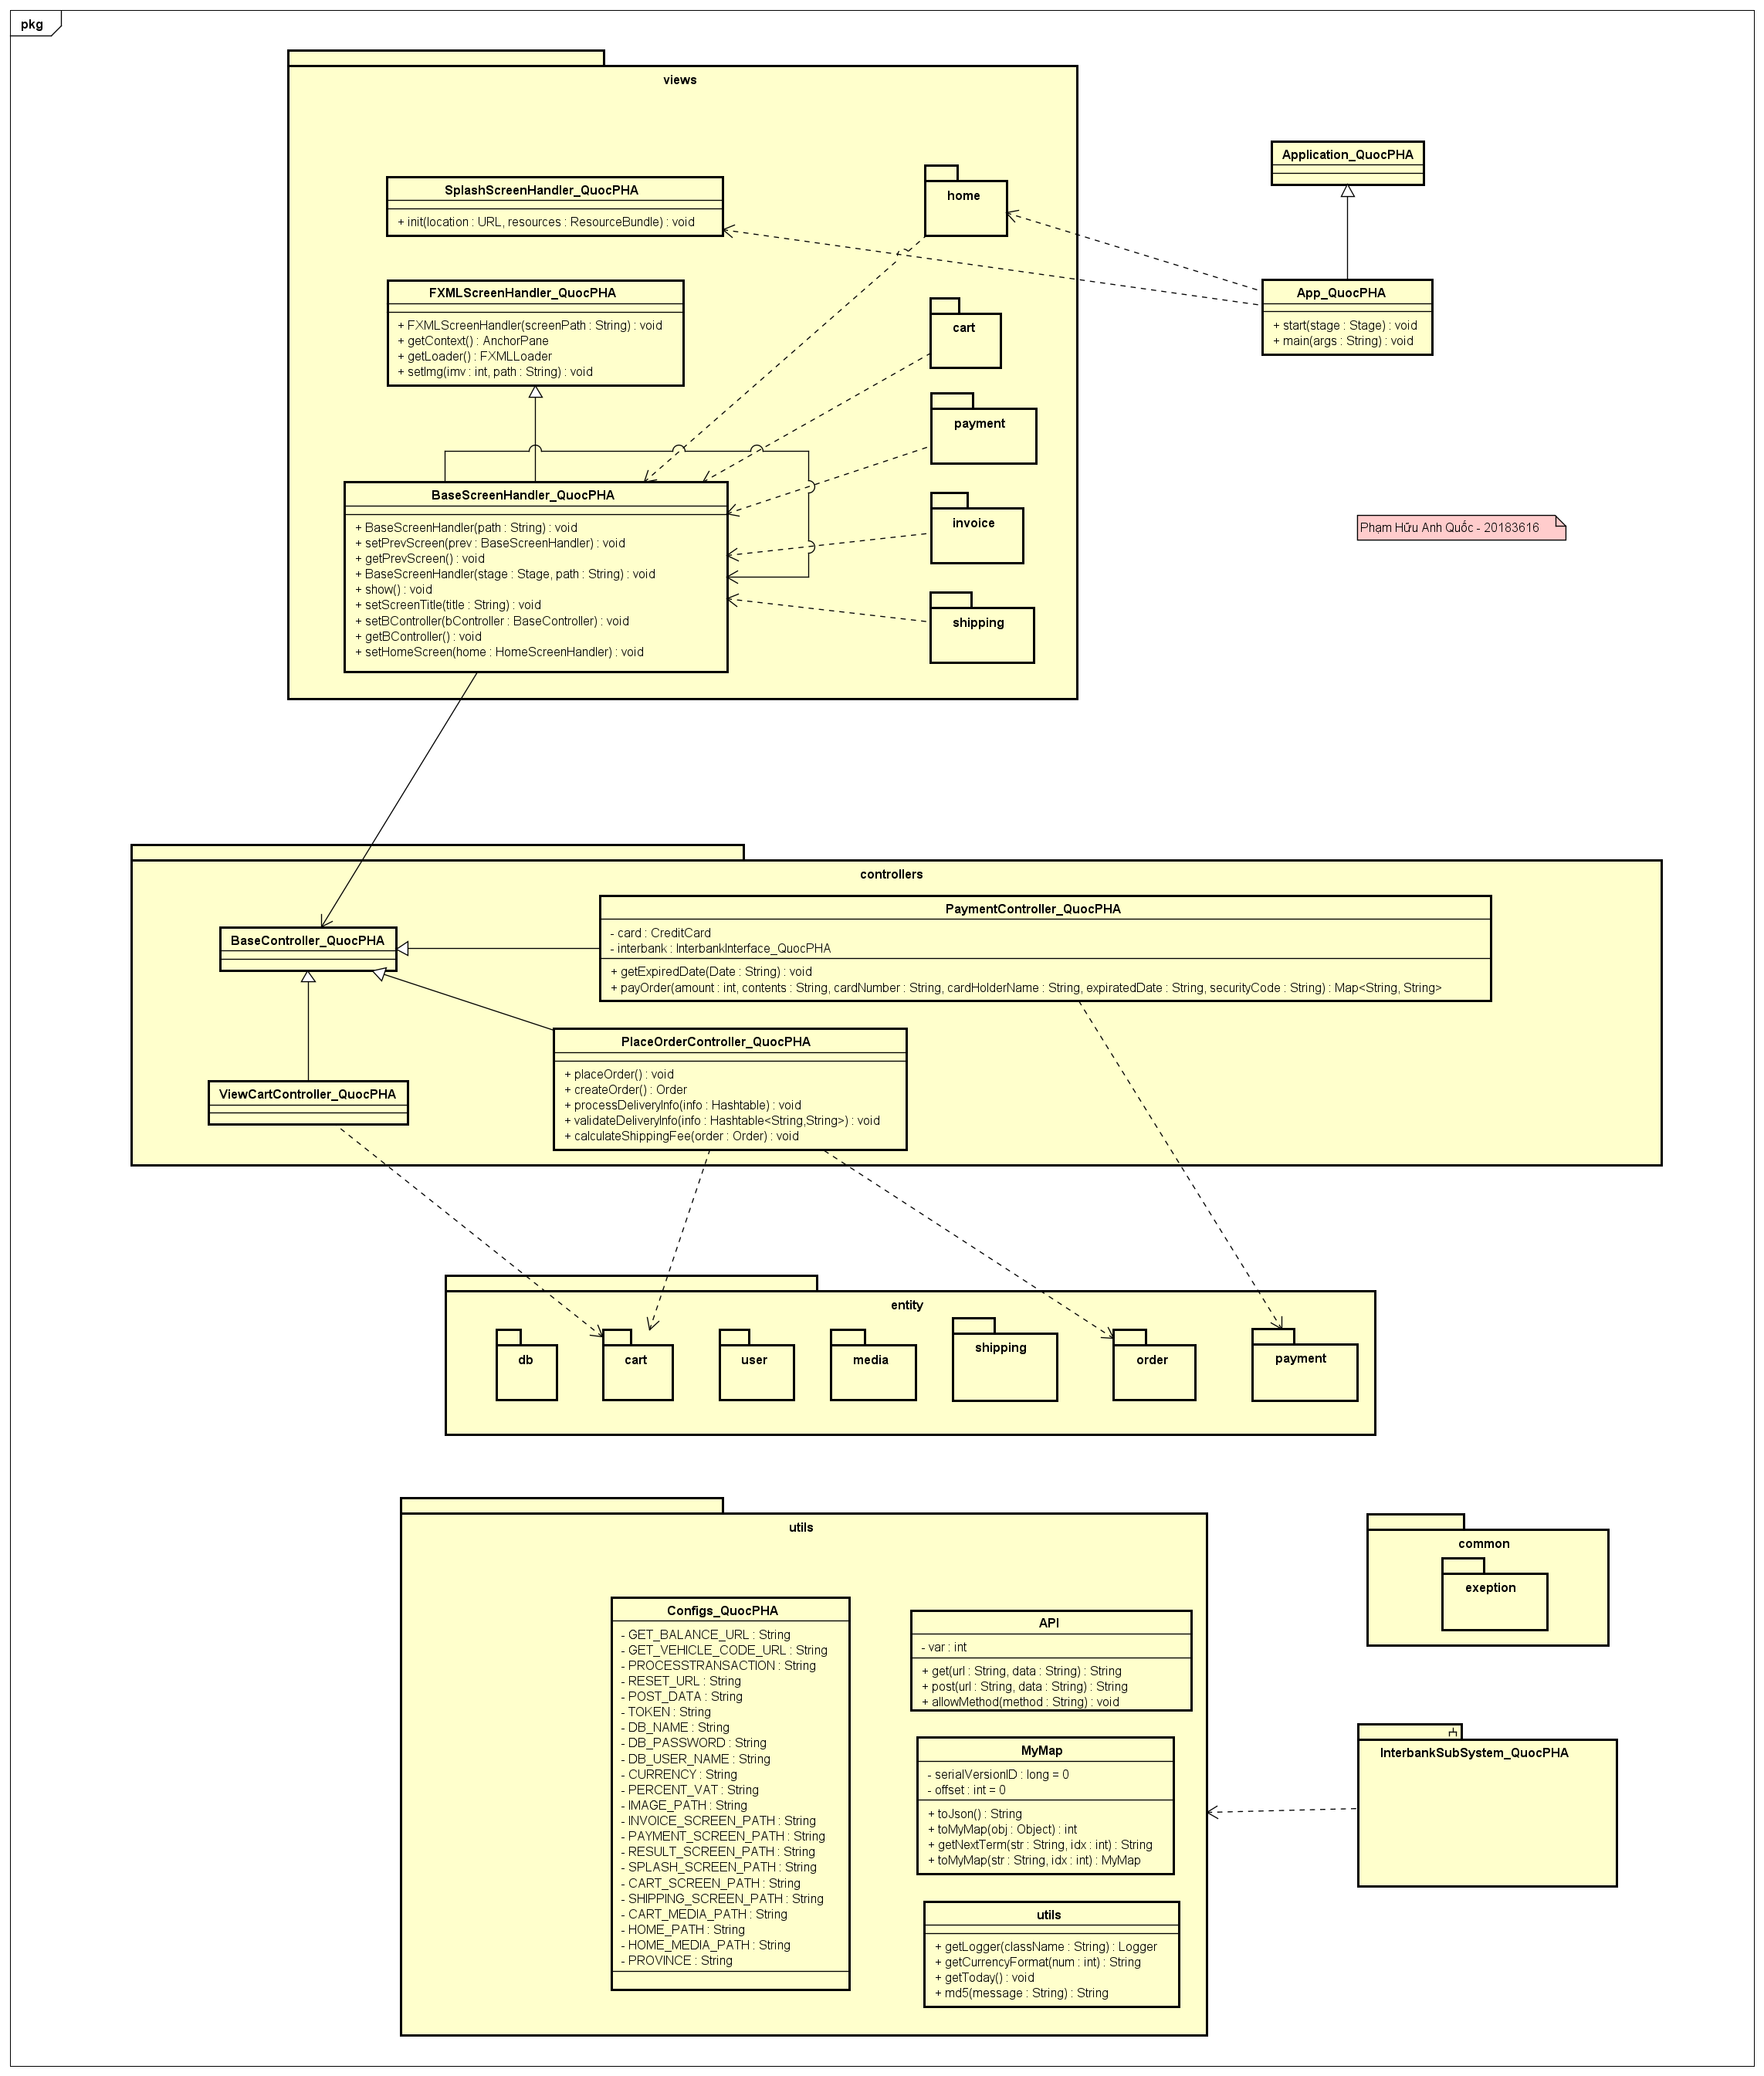 pkg
views
SplashScreenHandler_QuocPHA
+ init(location : URL, resources : ResourceBundle) : void
FXMLScreenHandler_QuocPHA
+ FXMLScreenHandler(screenPath : String) : void
+ getContext() : AnchorPane
+ getLoader() : FXMLLoader
+ setImg(imv : int, path : String) : void
BaseScreenHandler_QuocPHA
+ BaseScreenHandler(path : String) : void
+ setPrevScreen(prev : BaseScreenHandler) : void
+ getPrevScreen() : void
+ BaseScreenHandler(stage : Stage, path : String) : void
+ show() : void
+ setScreenTitle(title : String) : void
+ setBController(bController : BaseController) : void
+ getBController() : void
+ setHomeScreen(home : HomeScreenHandler) : void
home
cart
payment
invoice
shipping
Application_QuocPHA
App_QuocPHA
+ start(stage : Stage) : void
+ main(args : String) : void
Phạm Hữu Anh Quốc - 20183616
controllers
BaseController_QuocPHA
PaymentController_QuocPHA
- card : CreditCard
- interbank : InterbankInterface_QuocPHA
+ getExpiredDate(Date : String) : void
+ payOrder(amount : int, contents : String, cardNumber : String, cardHolderName : String, expiratedDate : String, securityCode : String) : Map<String, String>
PlaceOrderController_QuocPHA
+ placeOrder() : void
+ createOrder() : Order
+ processDeliveryInfo(info : Hashtable) : void
+ validateDeliveryInfo(info : Hashtable<String,String>) : void
+ calculateShippingFee(order : Order) : void
ViewCartController_QuocPHA
entity
db
cart
user
media
shipping
order
payment
utils
Configs_QuocPHA
- GET_BALANCE_URL : String
- GET_VEHICLE_CODE_URL : String
- PROCESSTRANSACTION : String
- RESET_URL : String
- POST_DATA : String
- TOKEN : String
- DB_NAME : String
- DB_PASSWORD : String
- DB_USER_NAME : String
- CURRENCY : String
- PERCENT_VAT : String
- IMAGE_PATH : String
- INVOICE_SCREEN_PATH : String
- PAYMENT_SCREEN_PATH : String
- RESULT_SCREEN_PATH : String
- SPLASH_SCREEN_PATH : String
- CART_SCREEN_PATH : String
- SHIPPING_SCREEN_PATH : String
- CART_MEDIA_PATH : String
- HOME_PATH : String
- HOME_MEDIA_PATH : String
- PROVINCE : String
API
- var : int
+ get(url : String, data : String) : String
+ post(url : String, data : String) : String
+ allowMethod(method : String) : void
MyMap
- serialVersionID : long = 0
- offset : int = 0
+ toJson() : String
+ toMyMap(obj : Object) : int
+ getNextTerm(str : String, idx : int) : String
+ toMyMap(str : String, idx : int) : MyMap
utils
+ getLogger(className : String) : Logger
+ getCurrencyFormat(num : int) : String
+ getToday() : void
+ md5(message : String) : String
common
exeption
InterbankSubSystem_QuocPHA